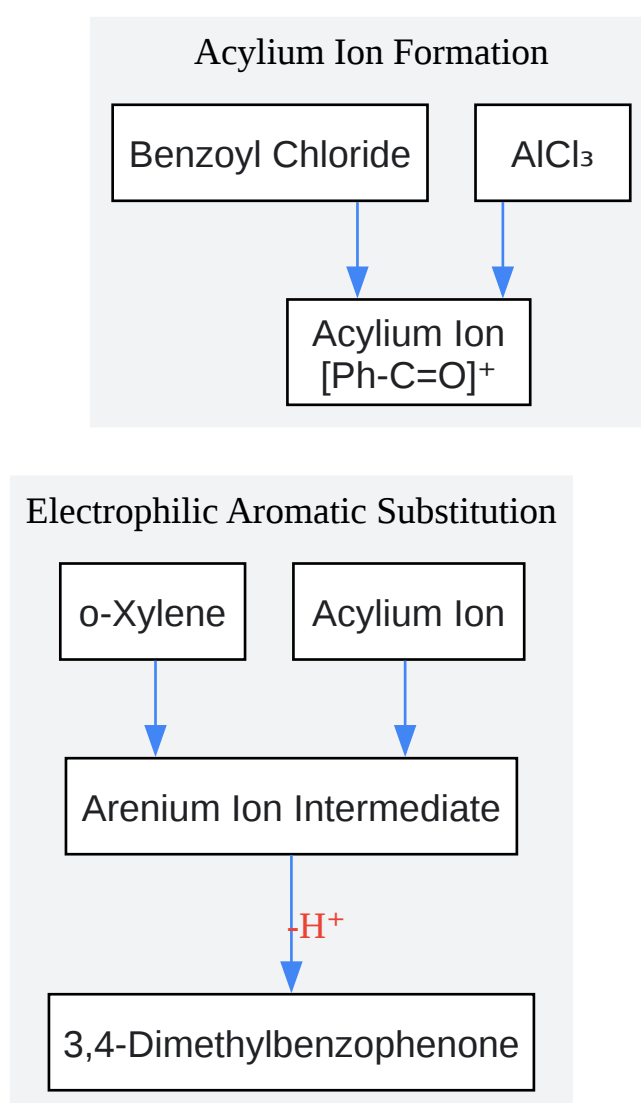 Acylium Ion Formation
Benzoyl Chloride
AlCl₃
Acylium Ion
[Ph-C=O]⁺
Electrophilic Aromatic Substitution
o-Xylene
Acylium Ion
Arenium Ion Intermediate
-H⁺
3,4-Dimethylbenzophenone